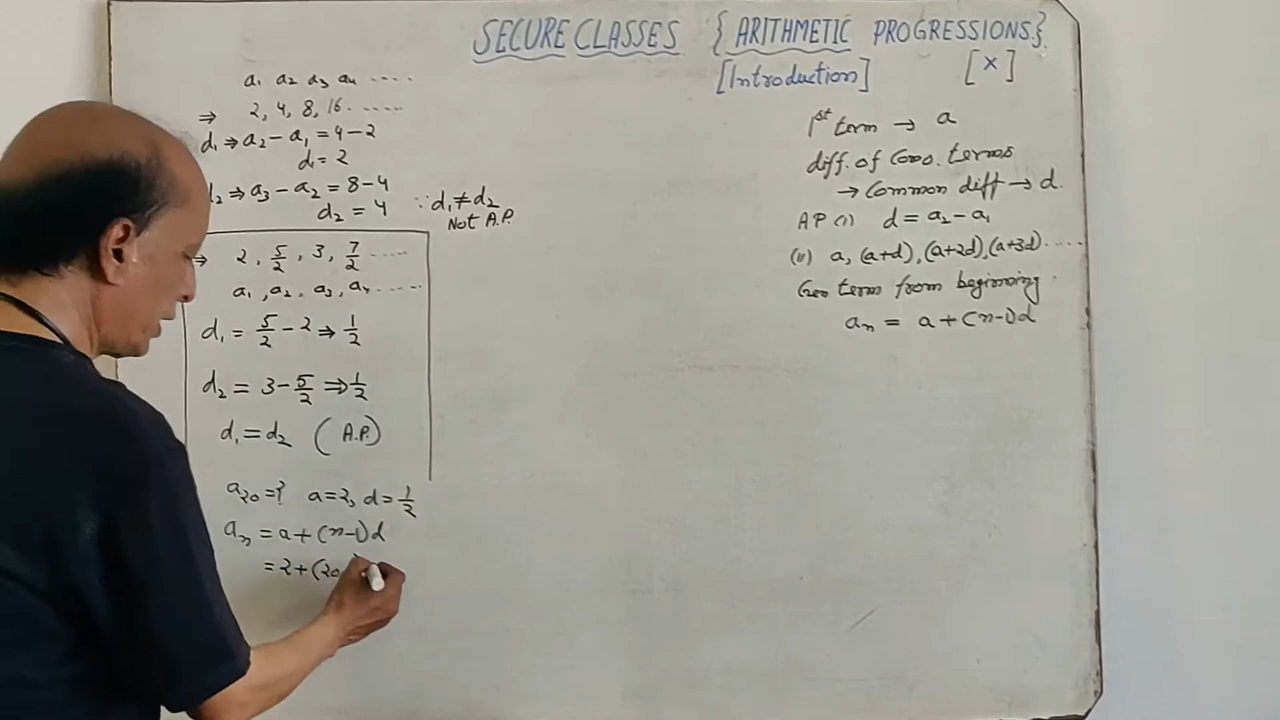 SECURE CLASSES { ARITHMETIC PROGRESSIONS }
[Introduction] [X]
a₁ a₂ a₃ a₄ ....
⇒ 2, 4, 8, 16 .....
d₁ ⇒ a₂ - a₁ = 4 - 2
d₁ = 2
d₂ ⇒ a₃ - a₂ = 8 - 4
d₂ = 4
∵ d₁ ≠ d₂
Not A.P.
⇒ 2, 5/2, 3, 7/2 .....
a₁, a₂, a₃, a₄ .....
d₁ = 5/2 - 2 ⇒ 1/2
d₂ = 3 - 5/2 ⇒ 1/2
d₁ = d₂ (A.P.)
a₂₀ = ? a = 2, d = 1/2
aₙ = a + (n-1)d
= 2 + (20
1st term → a
diff. of Cons. terms
→ Common diff → d.
AP (i) d = a₂ - a₁
(ii) a, (a+d), (a+2d), (a+3d) .....
term from beginning
aₙ = a + (n-1)d